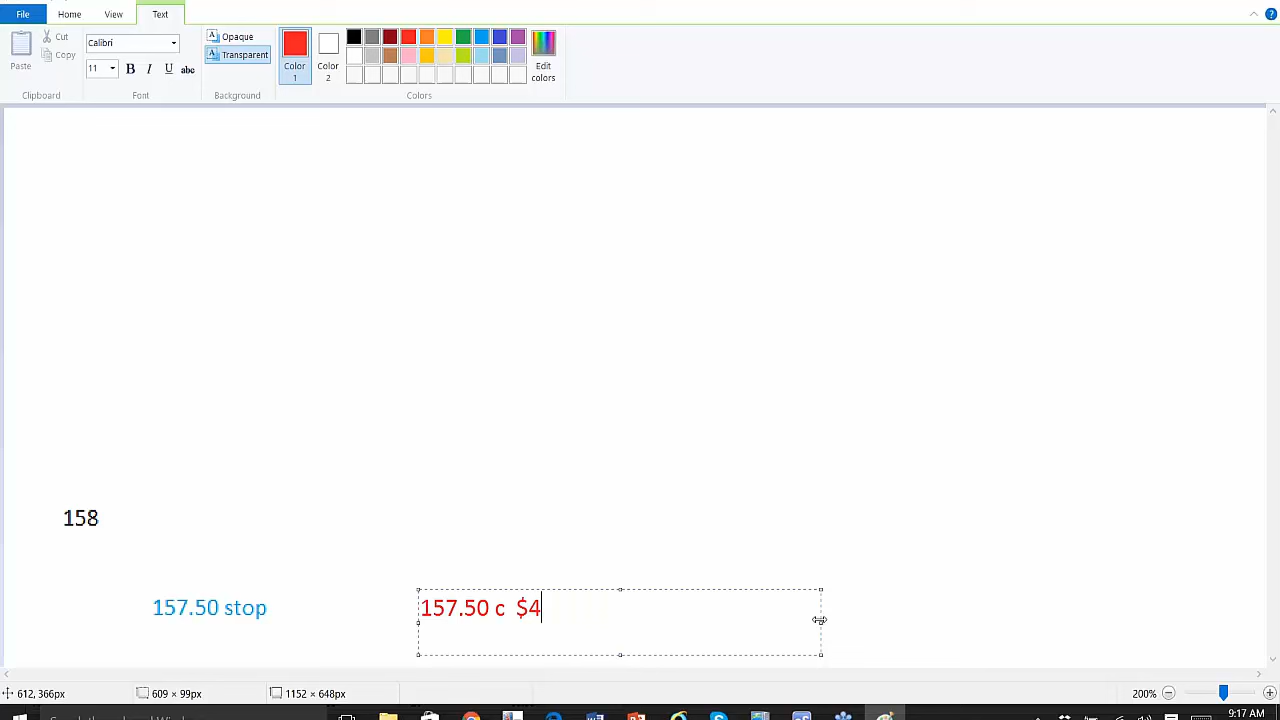 File
Home
View
Text
Paste
Cut
Copy
Clipboard
Calibri
11
B I U abc
Font
Opaque
Transparent
Background
Color 1
Color 2
Edit colors
Colors
158
157.50 stop
157.50 c $4
612, 366px
609 × 99px
1152 × 648px
200%
9:17 AM